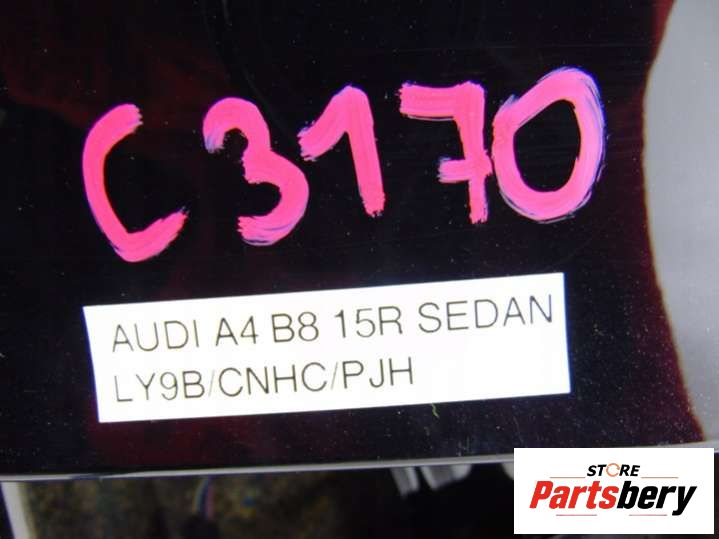 C3170
AUDI A4 B8 15R SEDAN
LY9B/CNHC/PJH
STORE
Partsbery